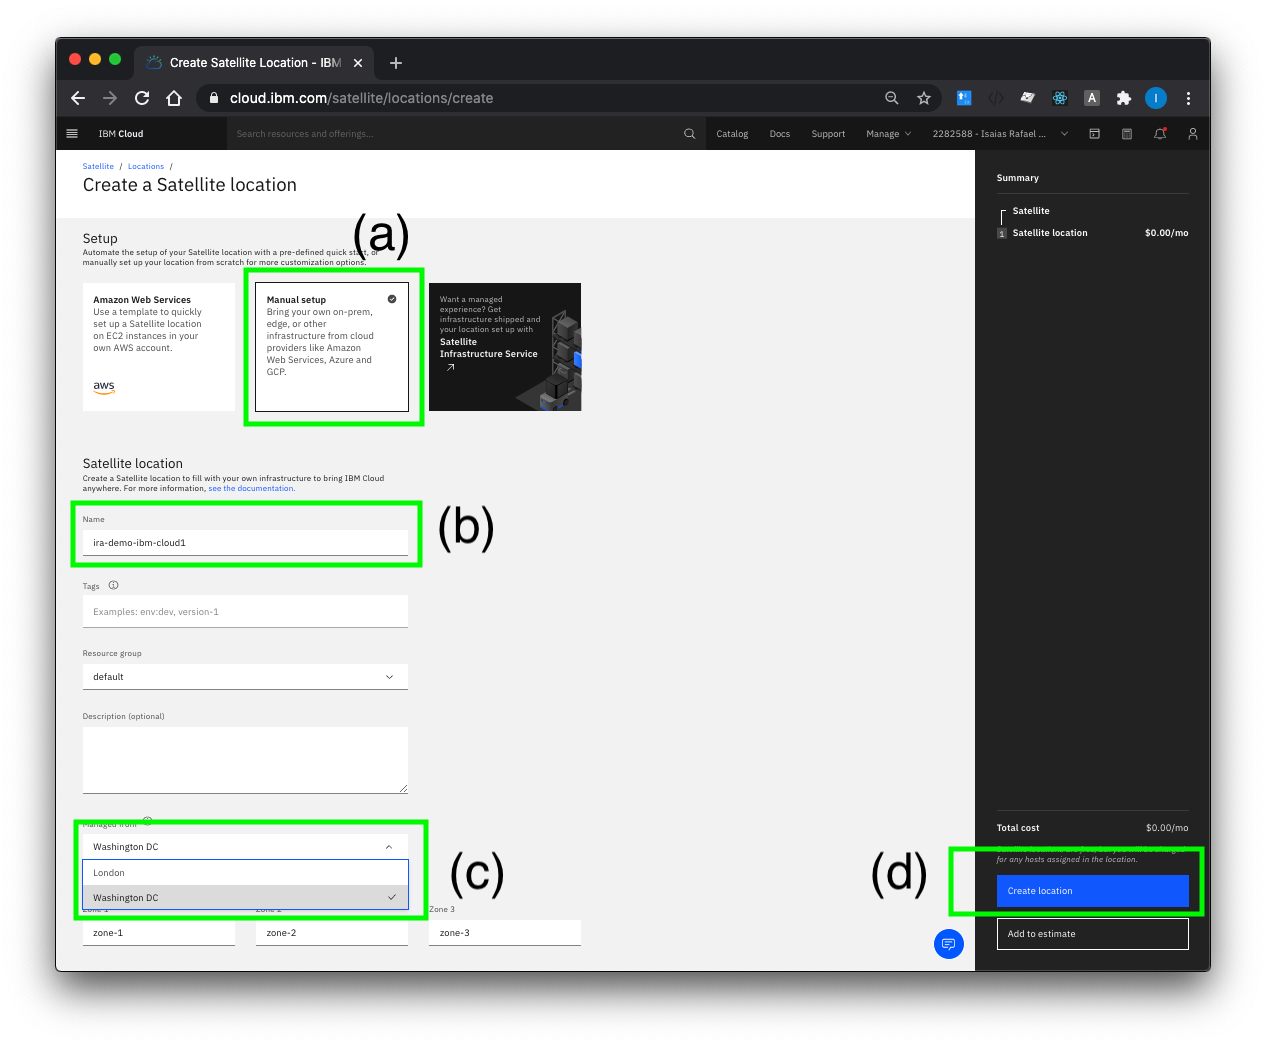 Create Satellite Location - IBM
cloud.ibm.com/satellite/locations/create
A
I
IBM Cloud
Search resources and offerings...
Catalog
Docs
Support
Manage
2282588 - Isaias Rafael ...
Satellite / Locations /
Create a Satellite location
(a)
Setup
Automate the setup of your Satellite location with a pre-defined quick start, or
manually set up your location from scratch for more customization options.
Amazon Web Services
Use a template to quickly
set up a Satellite location
on EC2 instances in your
own AWS account.
aws
Manual setup
Bring your own on-prem,
edge, or other
infrastructure from cloud
providers like Amazon
Web Services, Azure and
GCP.
Want a managed
experience? Get
infrastructure shipped and
your location set up with
Satellite
Infrastructure Service
Satellite location
Create a Satellite location to fill with your own infrastructure to bring IBM Cloud
anywhere. For more information, see the documentation.
Name
ira-demo-ibm-cloud1
(b)
Tags
Examples: env:dev, version-1
Resource group
default
Description (optional)
Managed from
Washington DC
London
Washington DC
(c)
Zone 1
Zone 2
Zone 3
zone-1
zone-2
zone-3
Summary
Satellite
1 Satellite location $0.00/mo
Total cost $0.00/mo
for any hosts assigned in the location.
(d)
Create location
Add to estimate